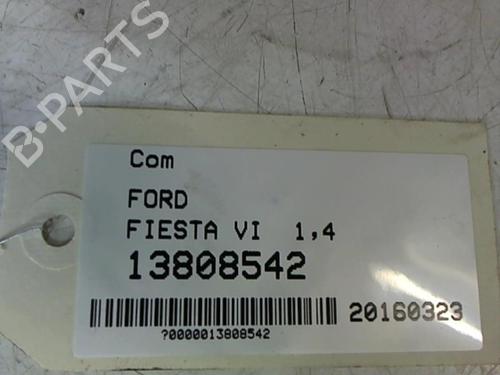 B-PARTS
Com
FORD
FIESTA VI 1,4
13808542
20160323
?0000013808542